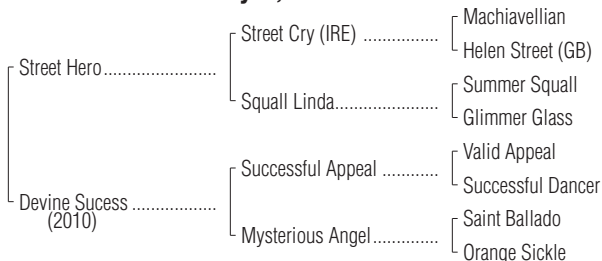 Machiavellian
Street Cry (IRE) ................
Helen Street (GB)
Street Hero........................
Summer Squall
Squall Linda......................
Glimmer Glass
Valid Appeal
Successful Appeal ............
Successful Dancer
Devine Sucess ..................
(2010)
Saint Ballado
Mysterious Angel..............
Orange Sickle